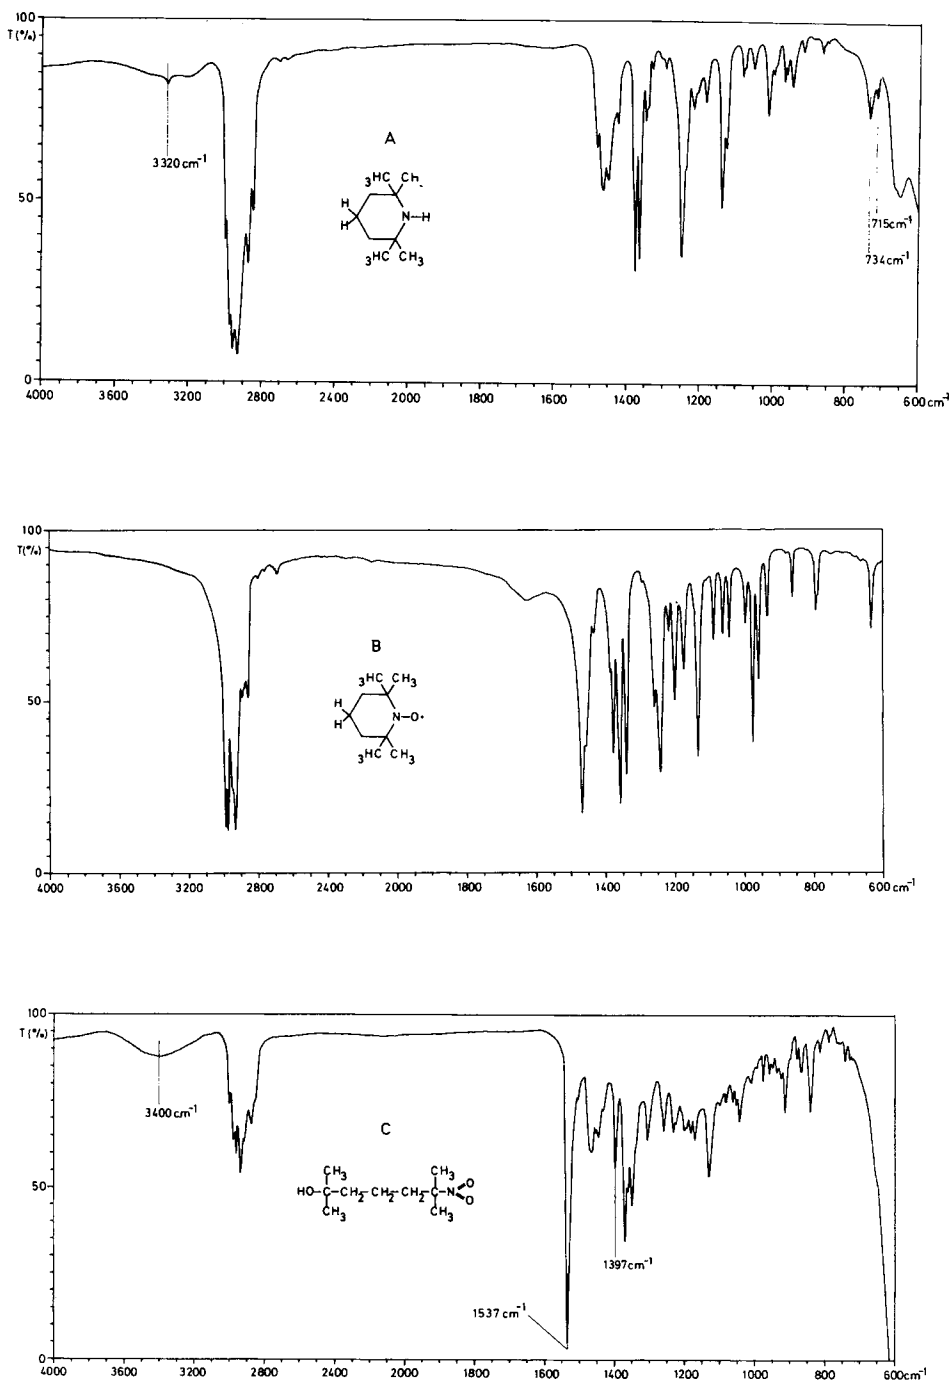 100
T(%)
A
3320 cm⁻¹
₃HC CH₃
50
H
H
N—H
715cm⁻¹
₃HC CH₃
734cm⁻¹
0
4000 3600 3200 2800 2400 2000 1600 1400 1200 1000 800 600 cm⁻¹
100
T(%)
B
₃HC CH₃
50
H
H
N—O·
₃HC CH₃
0
4000 3600 3200 2800 2400 2000 1600 1400 1200 1000 800 600 cm⁻¹
100
T(%)
3400 cm⁻¹
C
CH₃ CH₃
HO—C—CH₂—CH₂—CH₂—C—N O
O
CH₃ CH₃
50
1397cm⁻¹
1537 cm⁻¹
0
4000 3600 3200 2800 2400 2000 1600 1400 1200 1000 800 600cm⁻¹